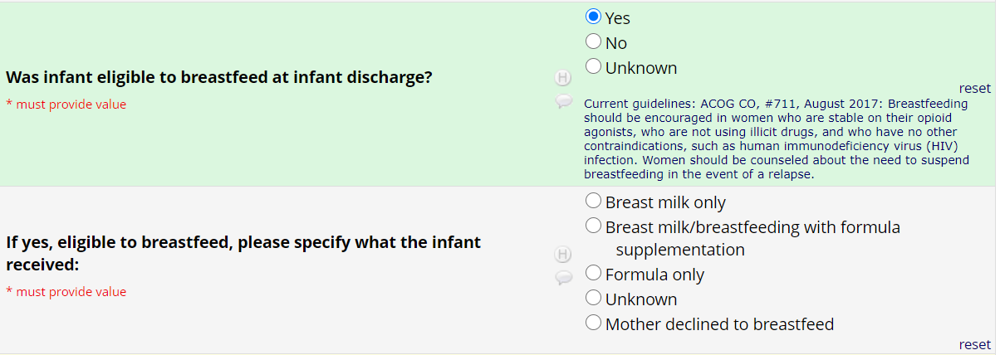 Was infant eligible to breastfeed at infant discharge?
* must provide value
H
Yes
No
Unknown
reset
Current guidelines: ACOG CO, #711, August 2017: Breastfeeding
should be encouraged in women who are stable on their opioid
agonists, who are not using illicit drugs, and who have no other
contraindications, such as human immunodeficiency virus (HIV)
infection. Women should be counseled about the need to suspend
breastfeeding in the event of a relapse.
If yes, eligible to breastfeed, please specify what the infant
received:
* must provide value
H
Breast milk only
Breast milk/breastfeeding with formula
supplementation
Formula only
Unknown
Mother declined to breastfeed
reset